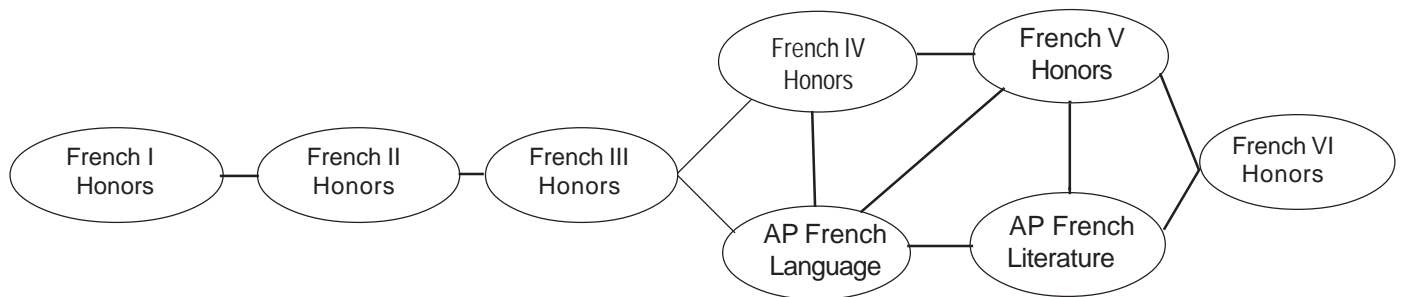 French I
Honors
French II
Honors
French III
Honors
French IV
Honors
AP French
Language
French V
Honors
AP French
Literature
French VI
Honors